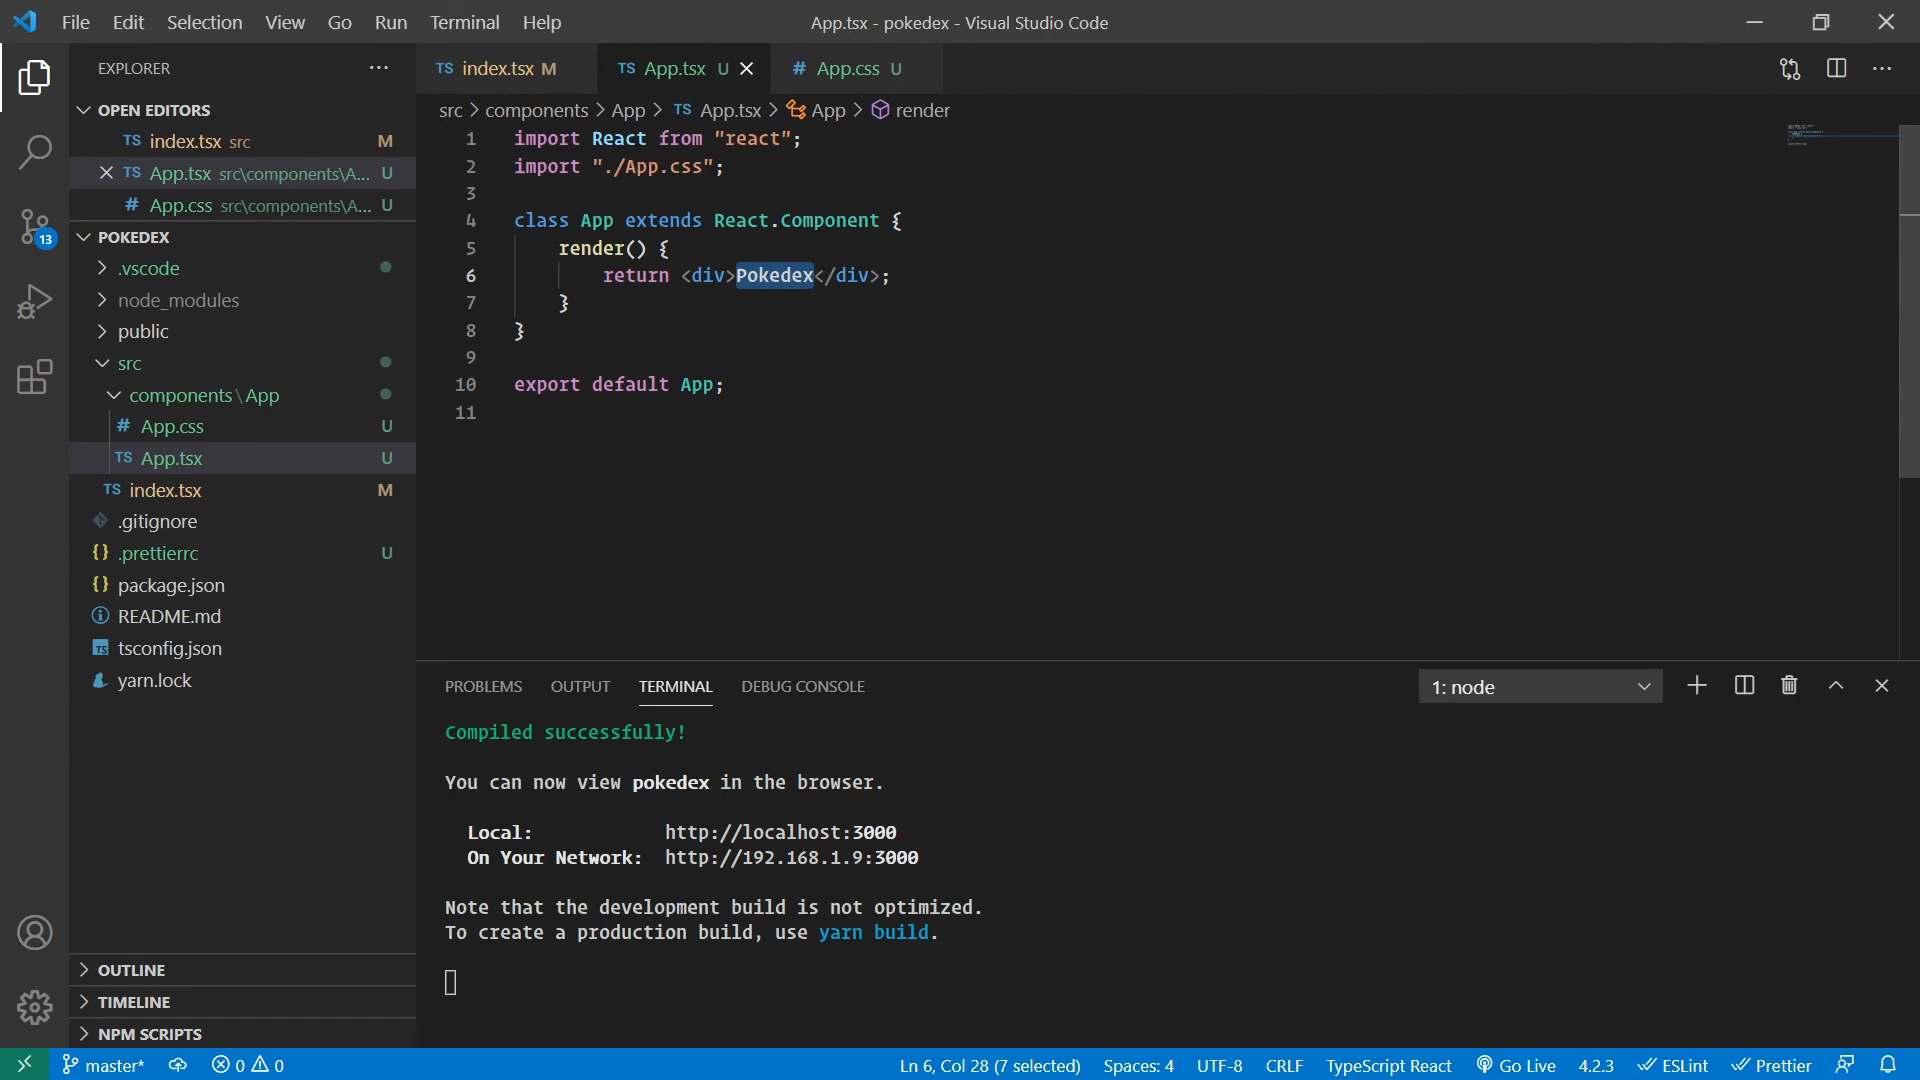 File Edit Selection View Go Run Terminal Help
App.tsx - pokedex - Visual Studio Code
EXPLORER
OPEN EDITORS
TS index.tsx src M
TS App.tsx src\components\A... U
# App.css src\components\A... U
POKEDEX
.vscode
node_modules
public
src
components\App
# App.css U
TS App.tsx U
TS index.tsx M
.gitignore
{} .prettierrc U
{} package.json
README.md
TS tsconfig.json
yarn.lock
OUTLINE
TIMELINE
NPM SCRIPTS
13
TS index.tsx M
TS App.tsx U
# App.css U
src > components > App > TS App.tsx > App > render
1 import React from "react";
2 import "./App.css";
3
4 class App extends React.Component {
5 render() {
6 return <div>Pokedex</div>;
7 }
8 }
9
10 export default App;
11
PROBLEMS OUTPUT TERMINAL DEBUG CONSOLE
1: node
Compiled successfully!
You can now view pokedex in the browser.
Local: http://localhost:3000
On Your Network: http://192.168.1.9:3000
Note that the development build is not optimized.
To create a production build, use yarn build.
master* 0 0 Ln 6, Col 28 (7 selected) Spaces: 4 UTF-8 CRLF TypeScript React Go Live 4.2.3 ESLint Prettier